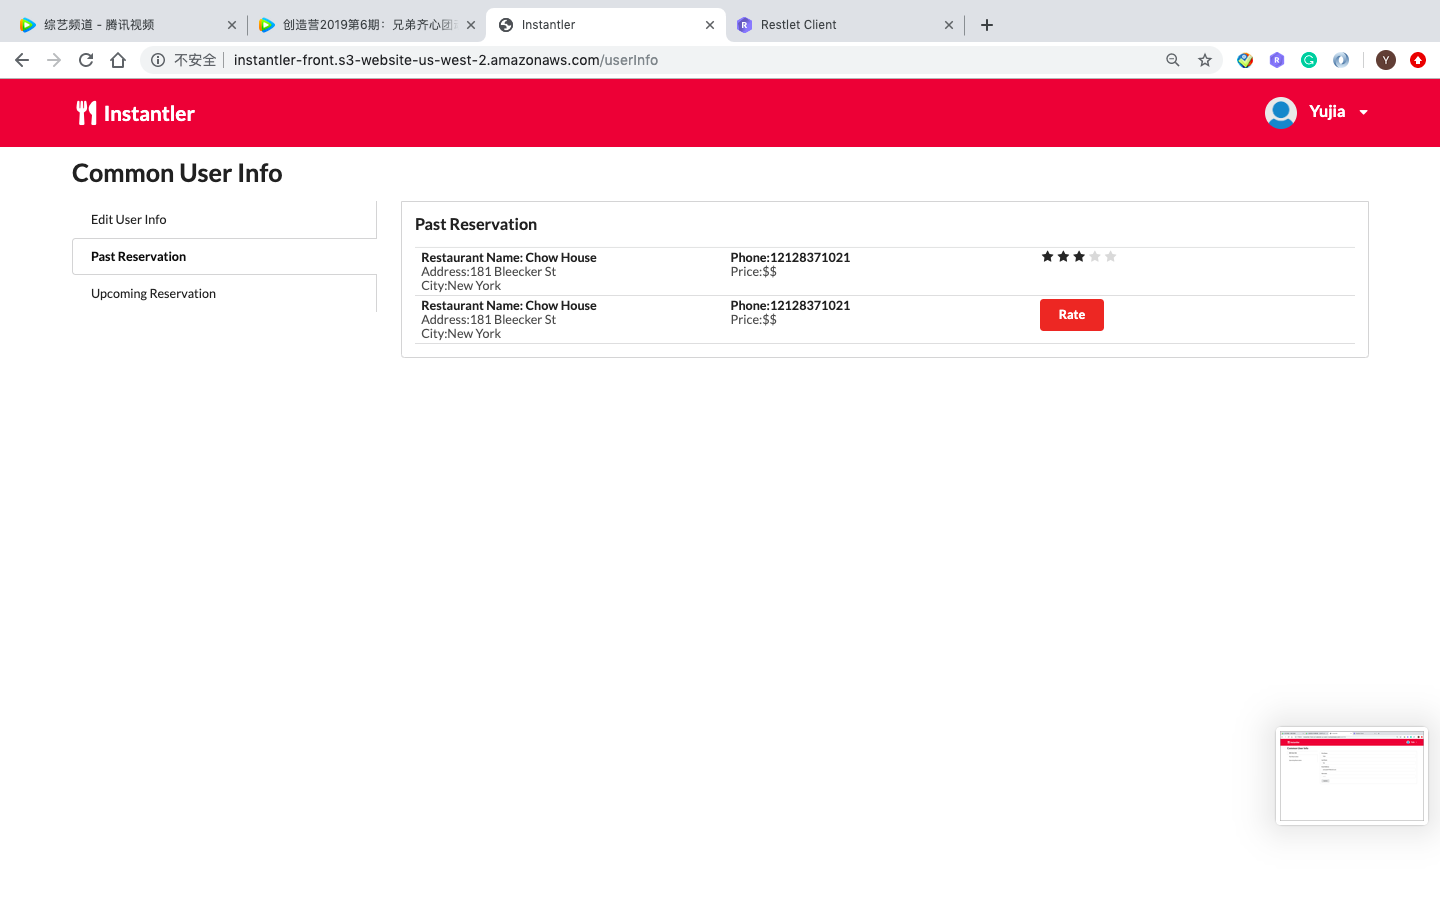 综艺频道 - 腾讯视频
创造营2019第6期：兄弟齐心团
Instantler
Restlet Client
不安全
instantler-front.s3-website-us-west-2.amazonaws.com/userInfo
Y
Instantler
Yujia
Common User Info
Edit User Info
Past Reservation
Upcoming Reservation
Past Reservation
Restaurant Name: Chow House
Address:181 Bleecker St
City:New York
Phone:12128371021
Price:$$
Restaurant Name: Chow House
Address:181 Bleecker St
City:New York
Phone:12128371021
Price:$$
Rate